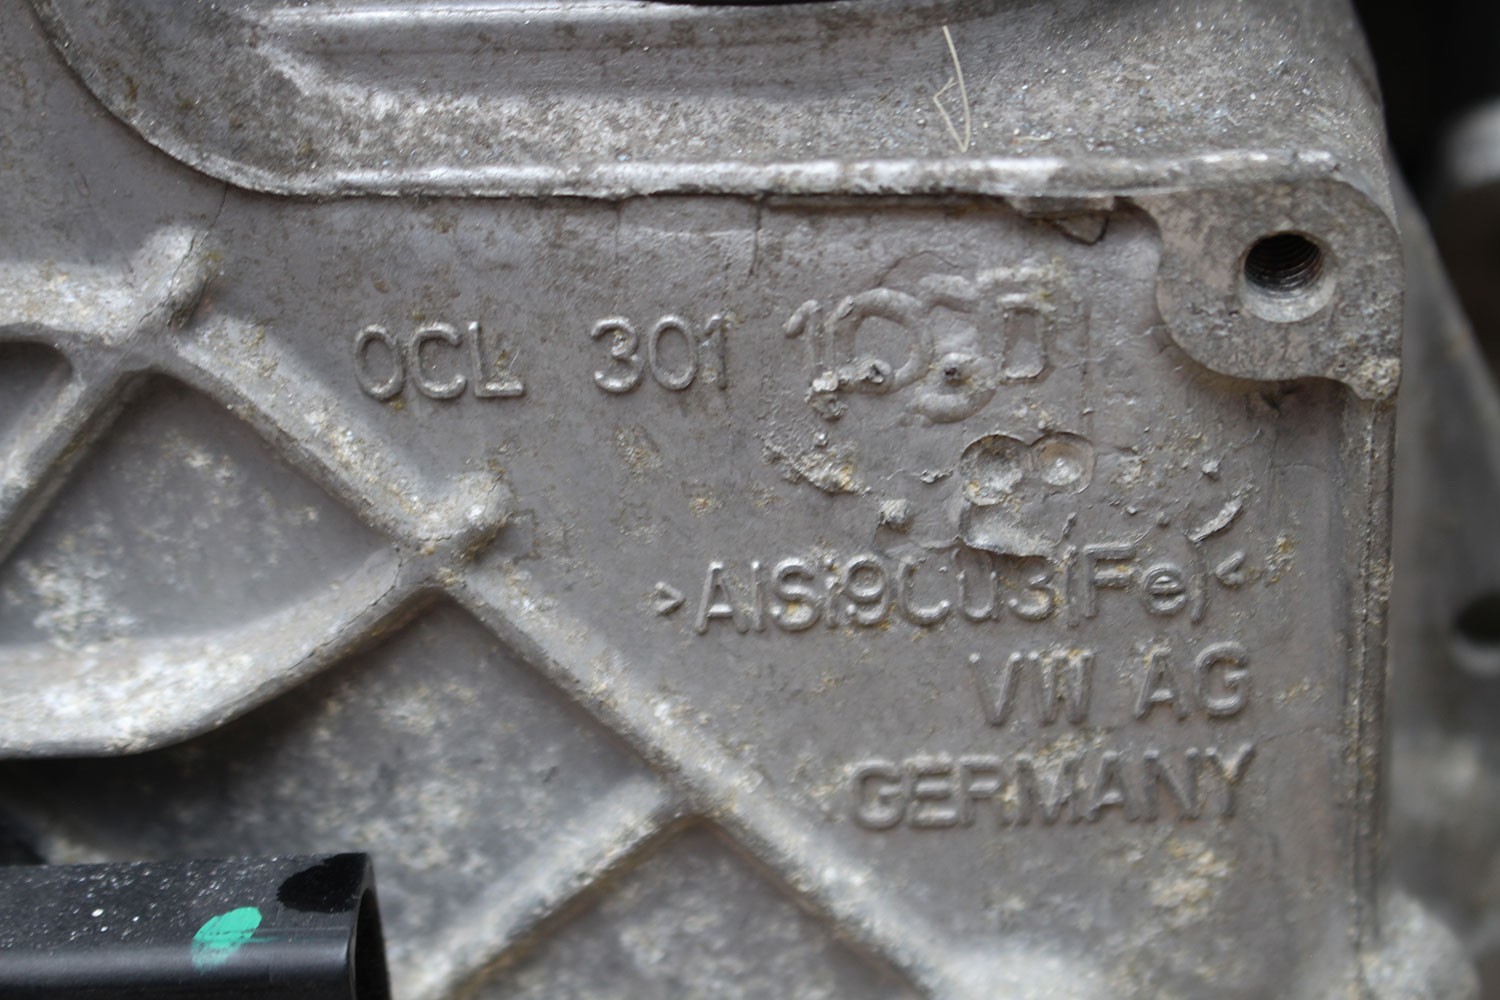 0CL 301
>AlSi9Cu3(Fe)<
VW AG
GERMANY